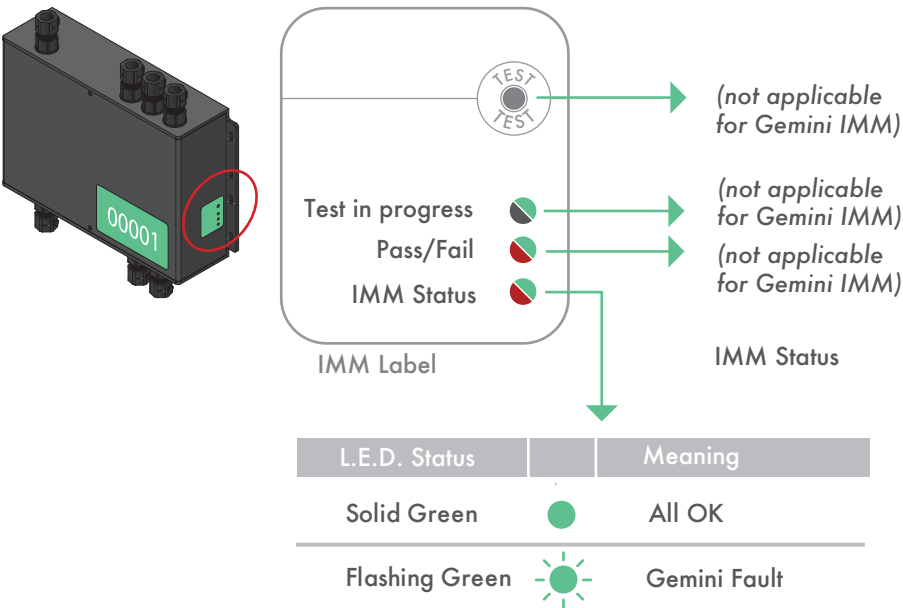 TEST
TEST
(not applicable
for Gemini IMM)
00001
Test in progress
(not applicable
for Gemini IMM)
Pass/Fail
(not applicable
for Gemini IMM)
IMM Status
IMM Label
IMM Status
L.E.D. Status Meaning
Solid Green All OK
Flashing Green Gemini Fault